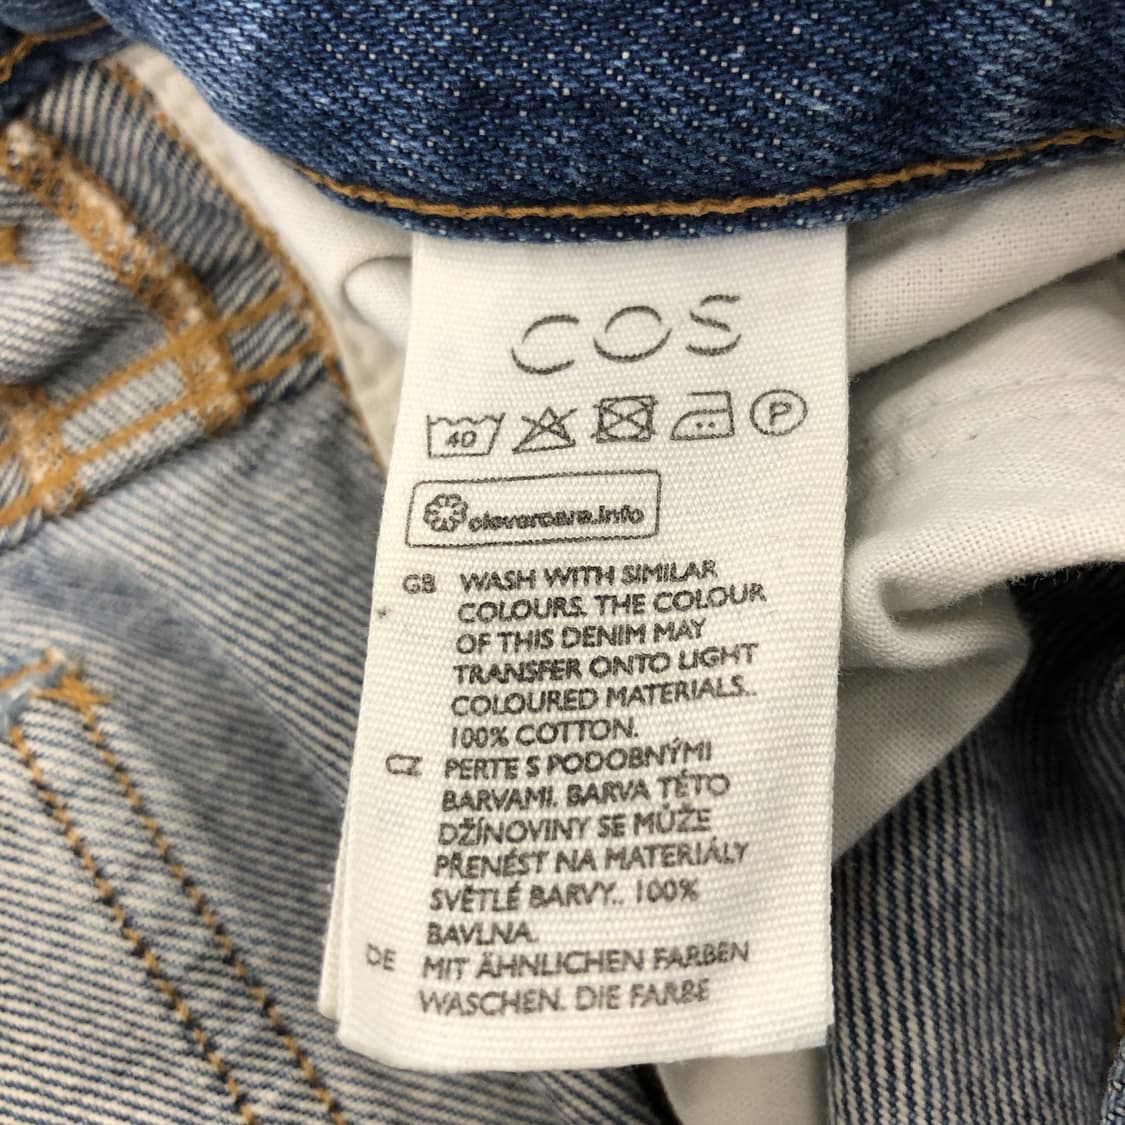 COS
40 P
clevercare.info
GB WASH WITH SIMILAR
COLOURS. THE COLOUR
OF THIS DENIM MAY
TRANSFER ONTO LIGHT
COLOURED MATERIALS..
100% COTTON.
CZ PERTE S PODOBNÝMI
BARVAMI. BARVA TÉTO
DŽÍNOVINY SE MŮŽE
PŘENÉST NA MATERIÁLY
SVĚTLÉ BARVY.. 100%
BAVLNA.
DE MIT ÄHNLICHEN FARBEN
WASCHEN. DIE FARBE